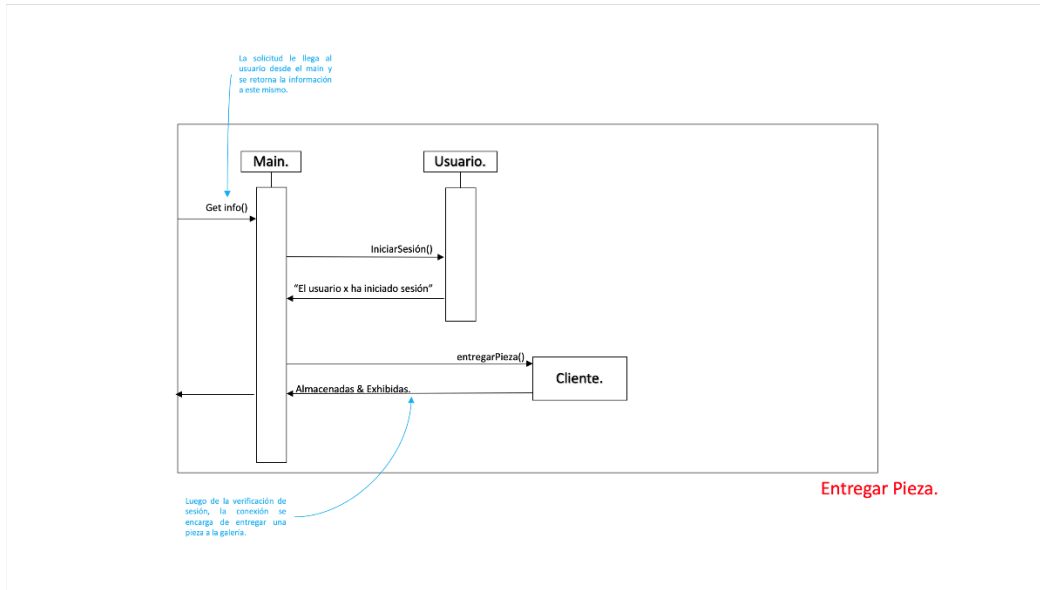 La solicitud le llega al
usuario desde el main y
se retorna la información
a este mismo.
Main.
Usuario.
Get info()
IniciarSesión()
"El usuario x ha iniciado sesión"
entregarPieza()
Cliente.
Almacenadas & Exhibidas.
Entregar Pieza.
Luego de la verificación de
sesión, la conexión se
encarga de entregar una
pieza a la galería.